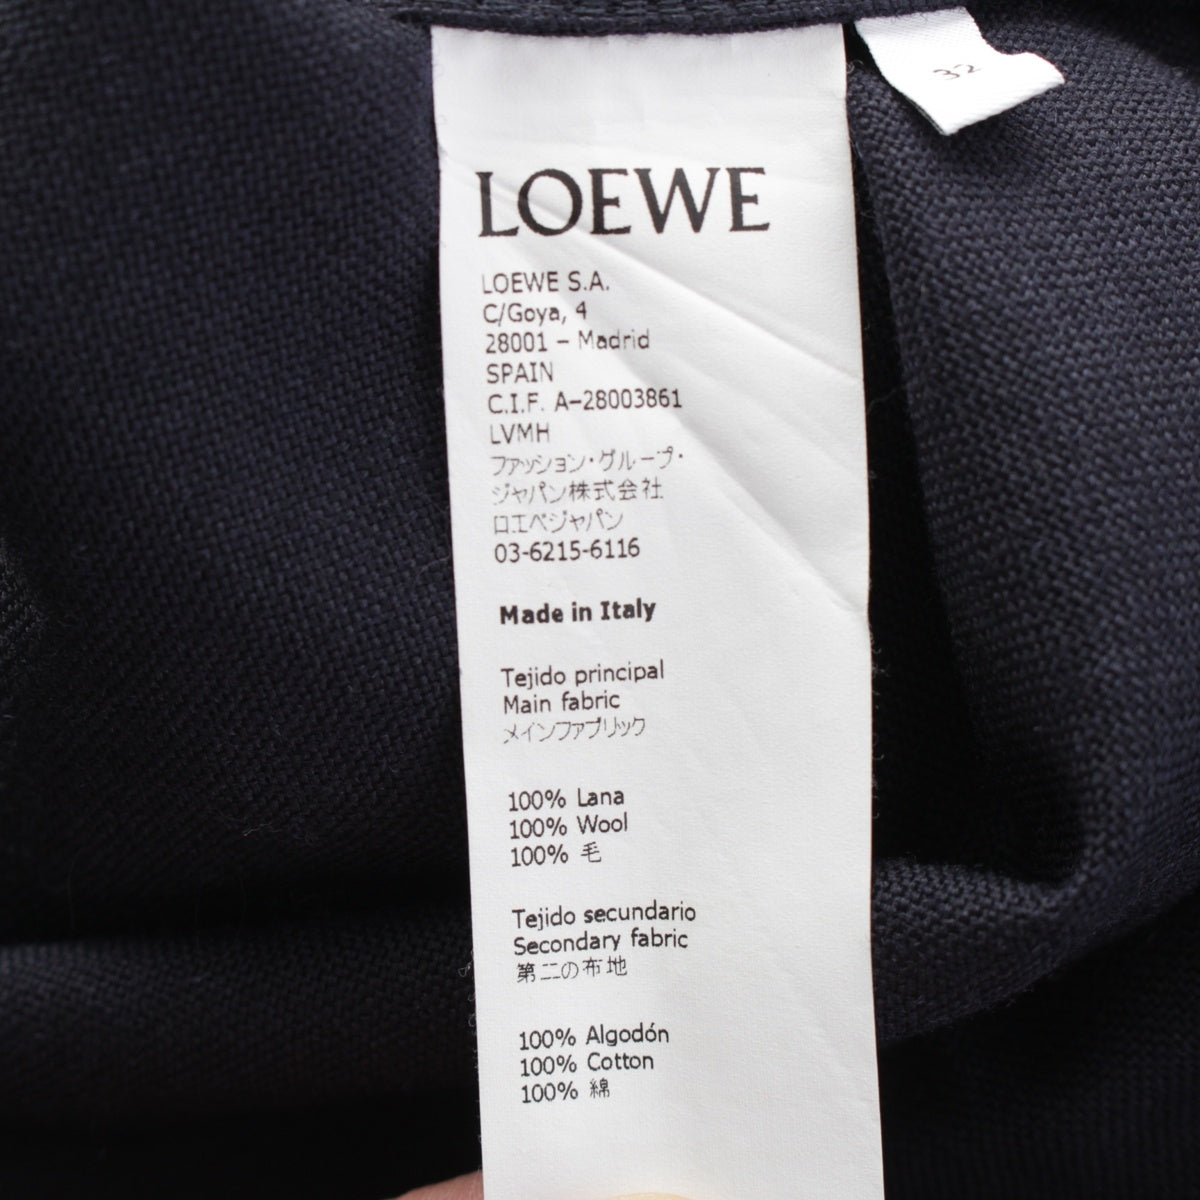 32
LOEWE
LOEWE S.A.
C/Goya, 4
28001 – Madrid
SPAIN
C.I.F. A–28003861
LVMH
ファッション・グループ・
ジャパン株式会社
ロエベジャパン
03-6215-6116
Made in Italy
Tejido principal
Main fabric
メインファブリック
100% Lana
100% Wool
100% 毛
Tejido secundario
Secondary fabric
第二の布地
100% Algodón
100% Cotton
100% 綿